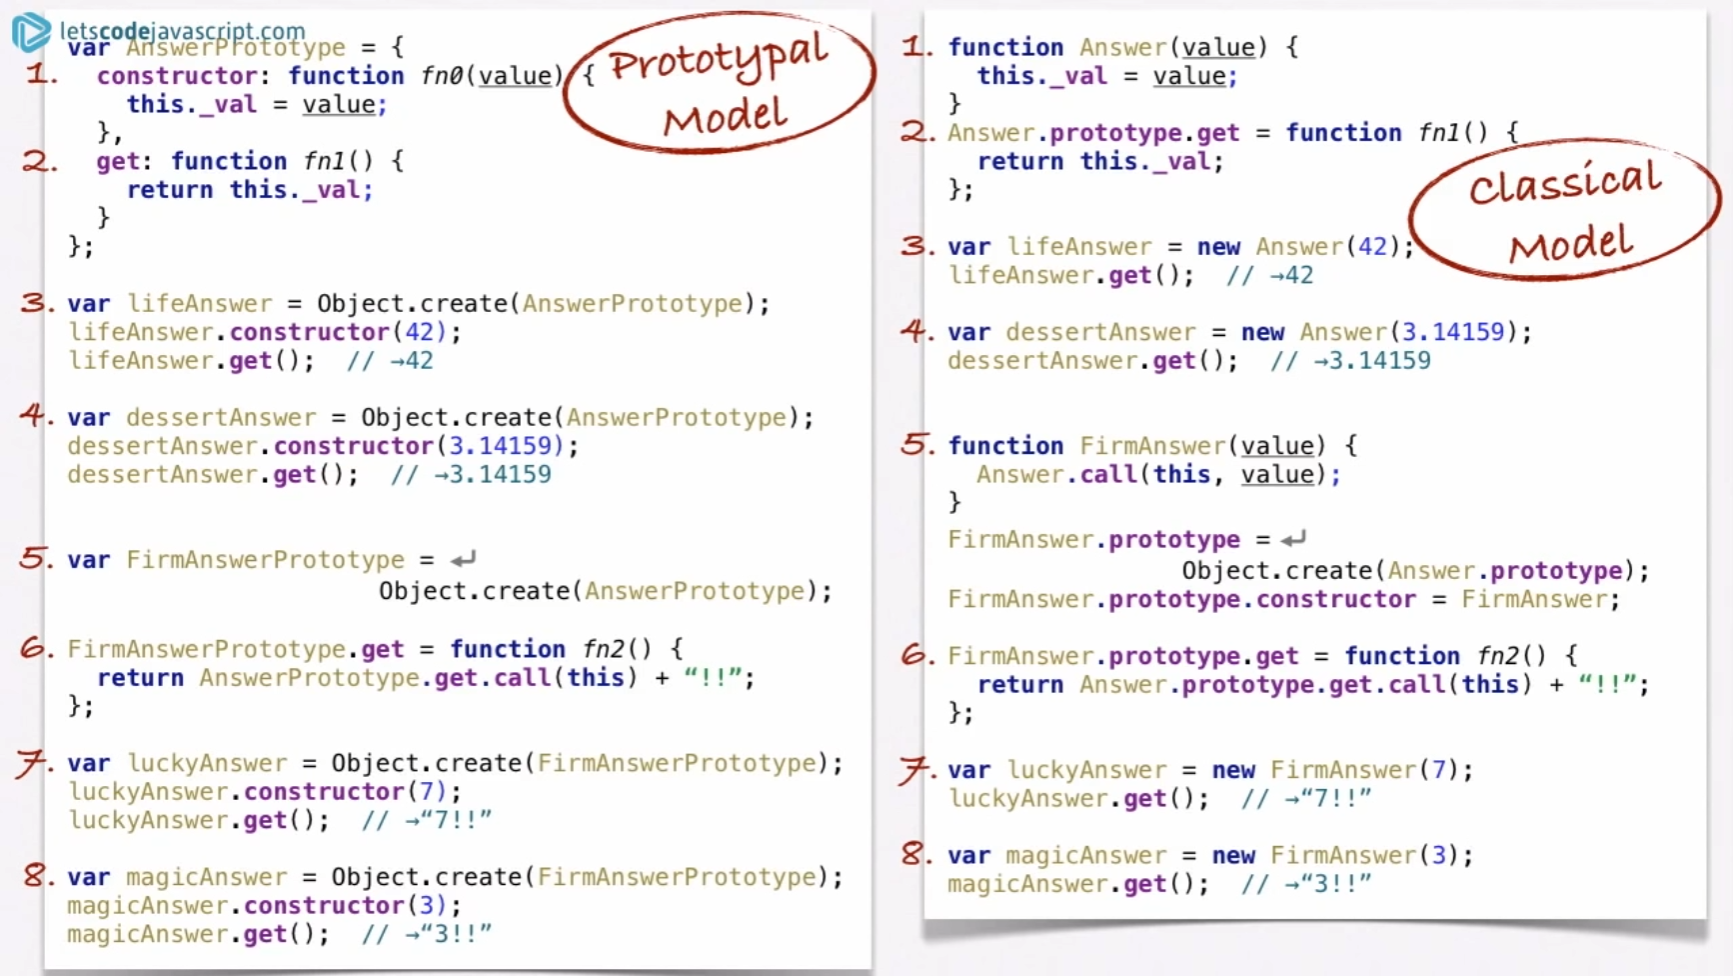 letscodejavascript.com
var AnswerPrototype = {
1. constructor: function fn0(value) {
this._val = value;
},
2. get: function fn1() {
return this._val;
}
};
3. var lifeAnswer = Object.create(AnswerPrototype);
lifeAnswer.constructor(42);
lifeAnswer.get(); // →42
4. var dessertAnswer = Object.create(AnswerPrototype);
dessertAnswer.constructor(3.14159);
dessertAnswer.get(); // →3.14159
5. var FirmAnswerPrototype = ↵
Object.create(AnswerPrototype);
6. FirmAnswerPrototype.get = function fn2() {
return AnswerPrototype.get.call(this) + “!!”;
};
7. var luckyAnswer = Object.create(FirmAnswerPrototype);
luckyAnswer.constructor(7);
luckyAnswer.get(); // →“7!!”
8. var magicAnswer = Object.create(FirmAnswerPrototype);
magicAnswer.constructor(3);
magicAnswer.get(); // →“3!!”
Prototypal
Model
1. function Answer(value) {
this._val = value;
}
2. Answer.prototype.get = function fn1() {
return this._val;
};
3. var lifeAnswer = new Answer(42);
lifeAnswer.get(); // →42
4. var dessertAnswer = new Answer(3.14159);
dessertAnswer.get(); // →3.14159
5. function FirmAnswer(value) {
Answer.call(this, value);
}
FirmAnswer.prototype = ↵
Object.create(Answer.prototype);
FirmAnswer.prototype.constructor = FirmAnswer;
6. FirmAnswer.prototype.get = function fn2() {
return Answer.prototype.get.call(this) + “!!”;
};
7. var luckyAnswer = new FirmAnswer(7);
luckyAnswer.get(); // →“7!!”
8. var magicAnswer = new FirmAnswer(3);
magicAnswer.get(); // →“3!!”
Classical
Model